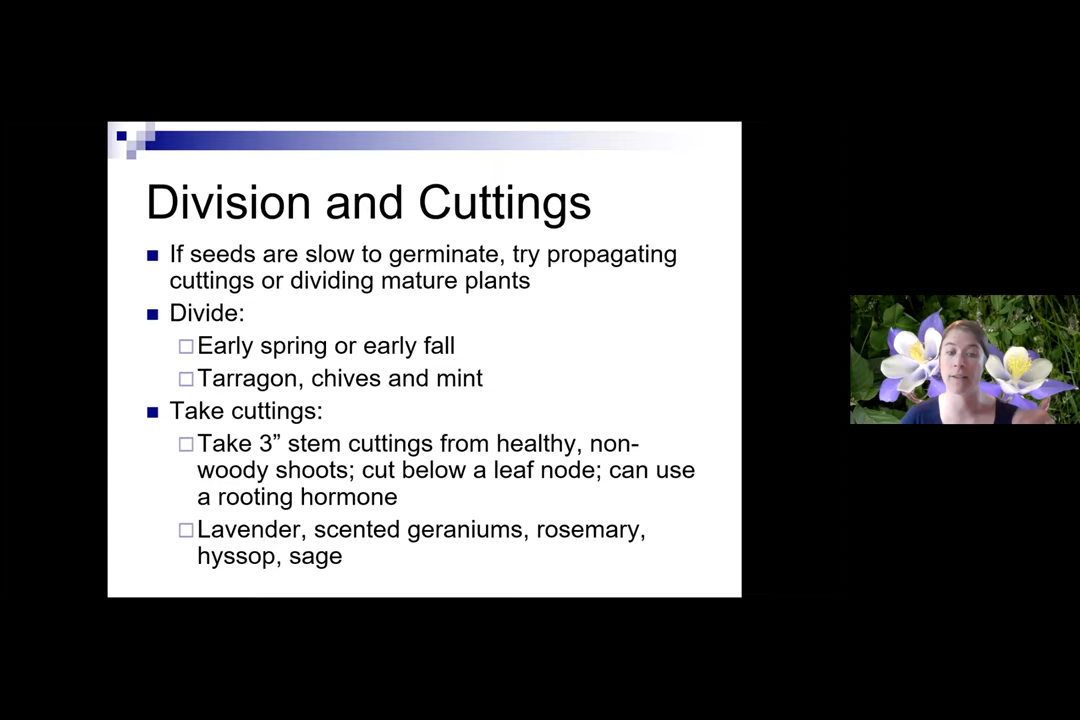 Division and Cuttings
If seeds are slow to germinate, try propagating
cuttings or dividing mature plants
Divide:
Early spring or early fall
Tarragon, chives and mint
Take cuttings:
Take 3” stem cuttings from healthy, non-
woody shoots; cut below a leaf node; can use
a rooting hormone
Lavender, scented geraniums, rosemary,
hyssop, sage